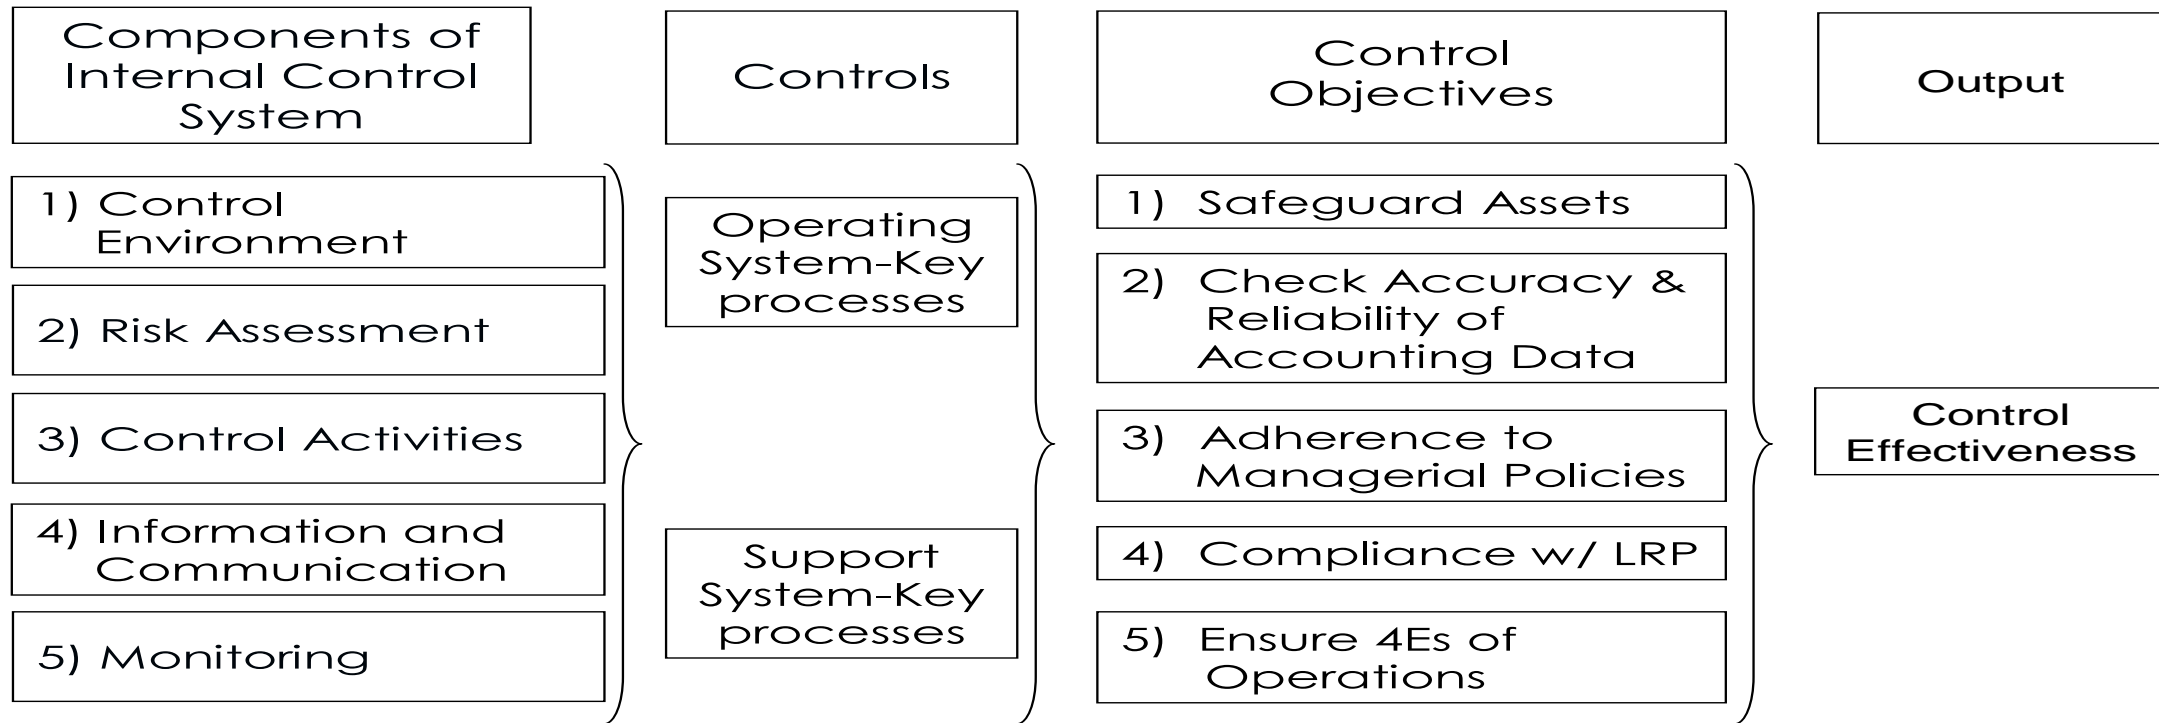 Components of
Internal Control
System
Controls
Control
Objectives
Output
1) Control
Environment
2) Risk Assessment
3) Control Activities
4) Information and
Communication
5) Monitoring
Operating
System-Key
processes
Support
System-Key
processes
1) Safeguard Assets
2) Check Accuracy &
Reliability of
Accounting Data
3) Adherence to
Managerial Policies
4) Compliance w/ LRP
5) Ensure 4Es of
Operations
Control
Effectiveness